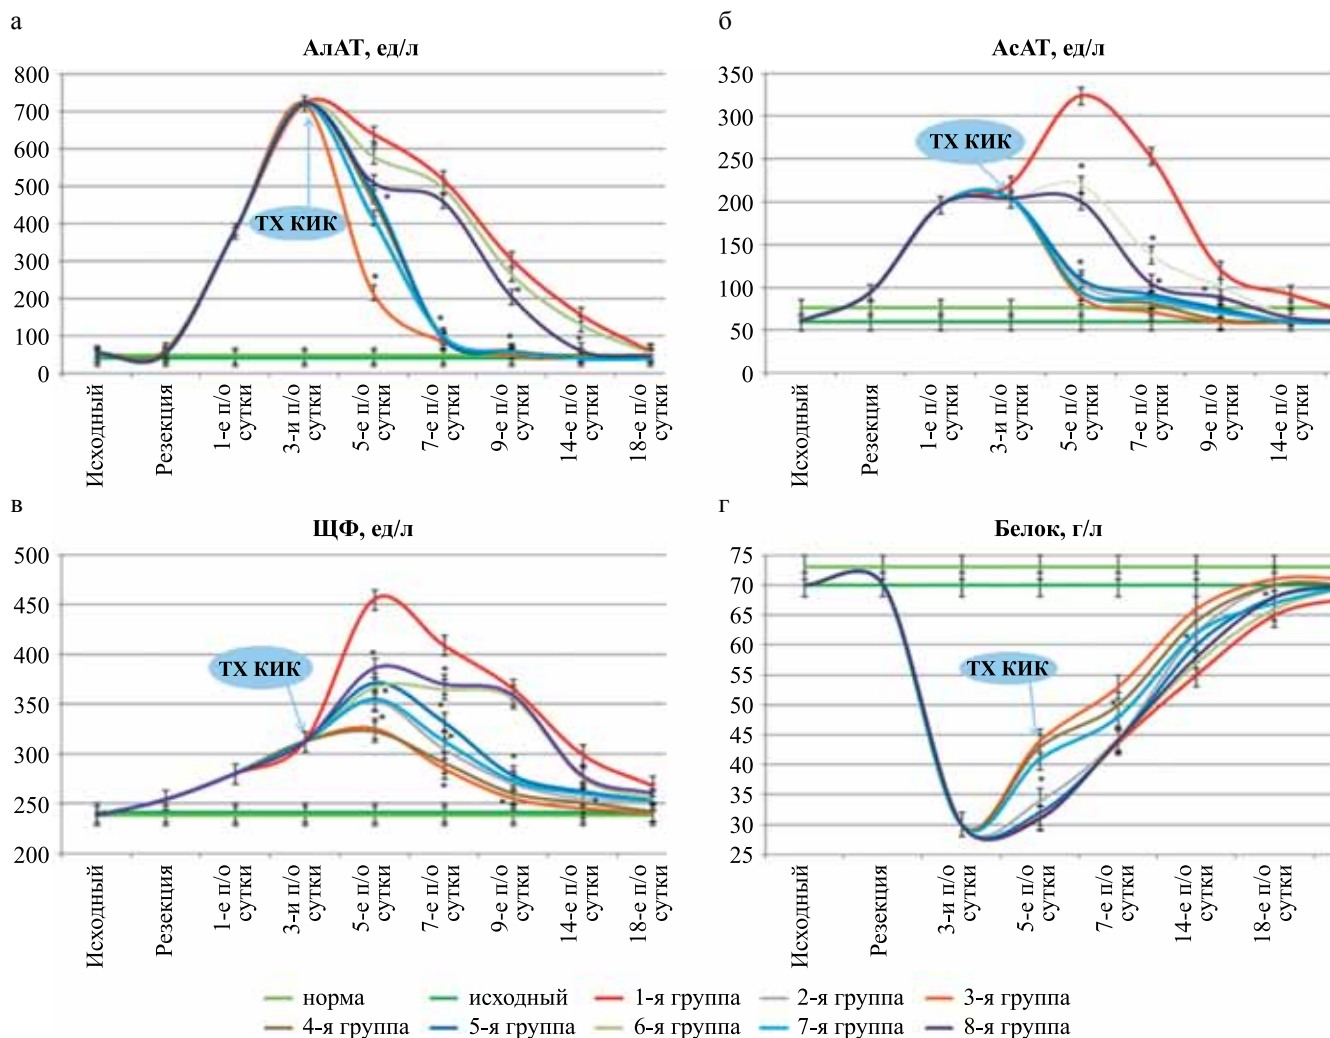 а
АлАТ, ед/л
800
700
600
500
400
300
200
100
0
ТХ КИК
Исходный
Резекция
1-е п/о сутки
3-и п/о сутки
5-е п/о сутки
7-е п/о сутки
9-е п/о сутки
14-е п/о сутки
18-е п/о сутки
б
АсАТ, ед/л
350
300
250
200
150
100
50
0
ТХ КИК
Исходный
Резекция
1-е п/о сутки
3-и п/о сутки
5-е п/о сутки
7-е п/о сутки
9-е п/о сутки
14-е п/о сутки
в
ЩФ, ед/л
500
450
400
350
300
250
200
ТХ КИК
Исходный
Резекция
1-е п/о сутки
3-и п/о сутки
5-е п/о сутки
7-е п/о сутки
9-е п/о сутки
14-е п/о сутки
18-е п/о сутки
г
Белок, г/л
75
70
65
60
55
50
45
40
35
30
25
ТХ КИК
Исходный
Резекция
3-и п/о сутки
5-е п/о сутки
7-е п/о сутки
14-е п/о сутки
18-е п/о сутки
норма исходный 1-я группа 2-я группа 3-я группа
4-я группа 5-я группа 6-я группа 7-я группа 8-я группа